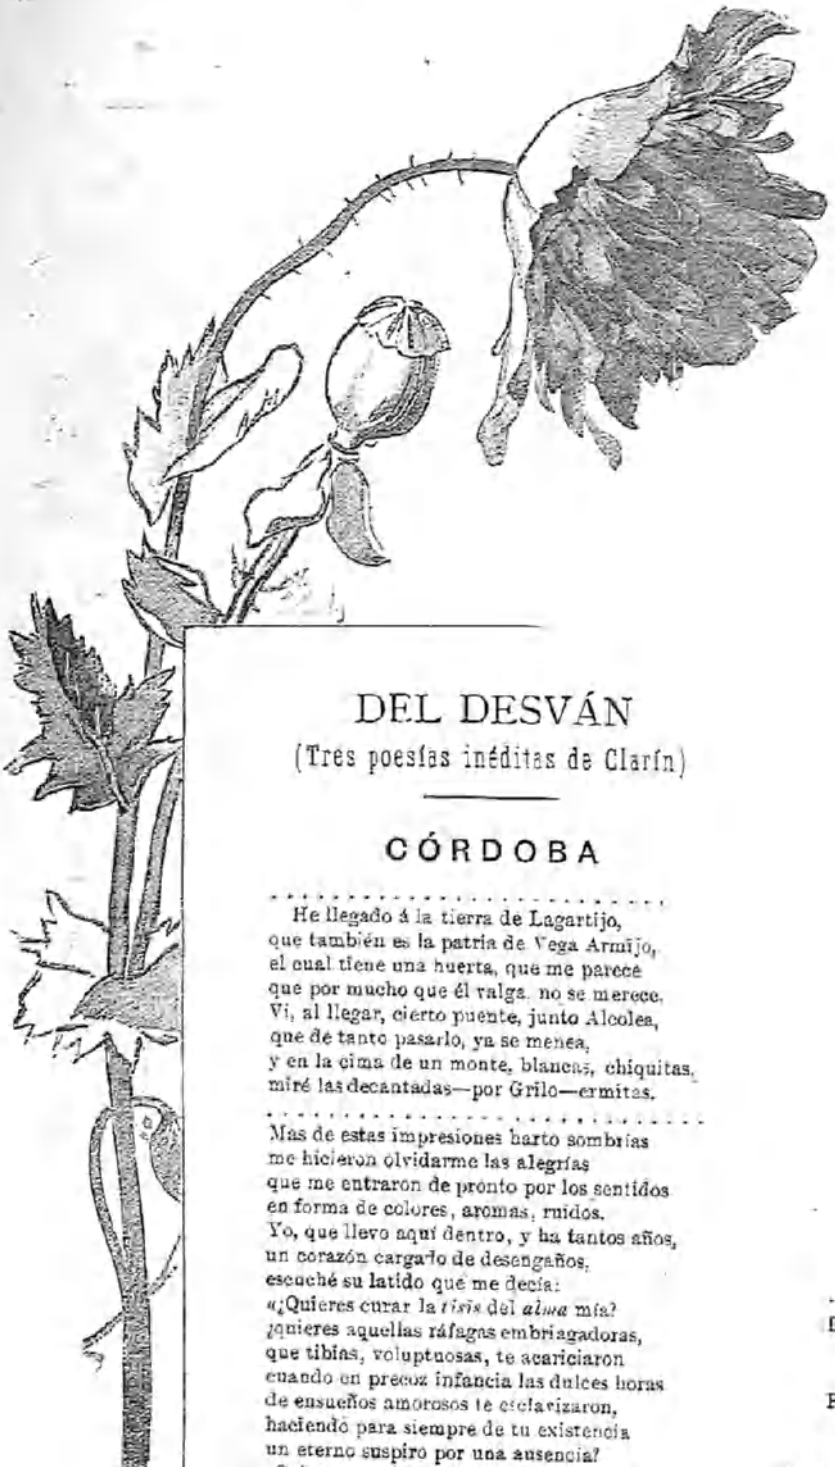 DEL DESVÁN
(Tres poesías inéditas de Clarín)
CÓRDOBA
He llegado á la tierra de Lagartijo,
que también es la patria de Vega Armijo,
el cual tiene una huerta, que me parece
que por mucho que él valga, no se merece.
Vi, al llegar, cierto puente, junto Alcolea,
que de tanto pasarlo, ya se menea,
y en la cima de un monte, blancas, chiquitas,
miré las decantadas—por Grilo—ermitas.
Mas de estas impresiones harto sombrías
me hicieron olvidarme las alegrías
que me entraron de pronto por los sentidos
en forma de colores, aromas, ruidos.
Yo, que llevo aquí dentro, y ha tantos años,
un corazón cargado de desengaños,
escuché su latido que me decía:
«¿Quieres curar la tisis del alma mía?
¿quieres aquellas ráfagas embriagadoras,
que tibias, voluptuosas, te acariciaron
cuando en precoz infancia las dulces horas
de ensueños amorosos te esclavizaron,
haciendo para siempre de tu existencia
un eterno suspiro por una ausencia?